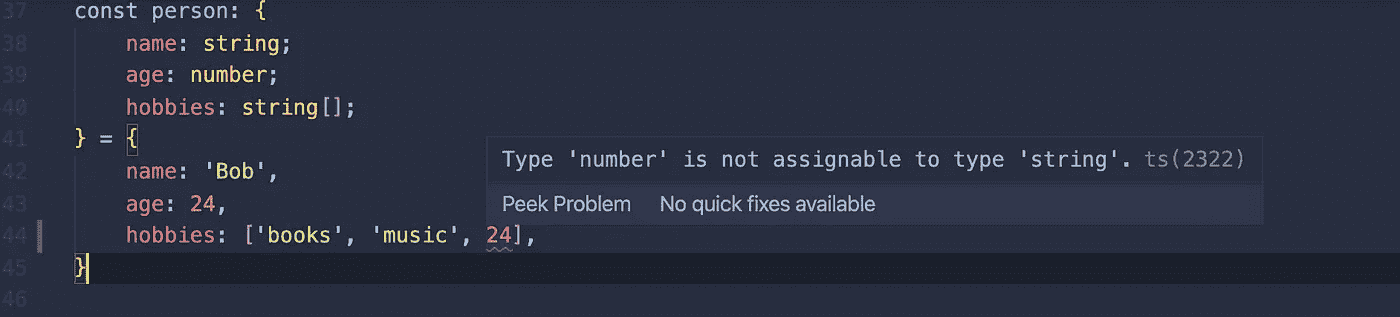 37 const person: {
38 name: string;
39 age: number;
40 hobbies: string[];
41 } = {
Type 'number' is not assignable to type 'string'. ts(2322)
42 name: 'Bob',
Peek Problem No quick fixes available
43 age: 24,
44 hobbies: ['books', 'music', 24],
45 }
46